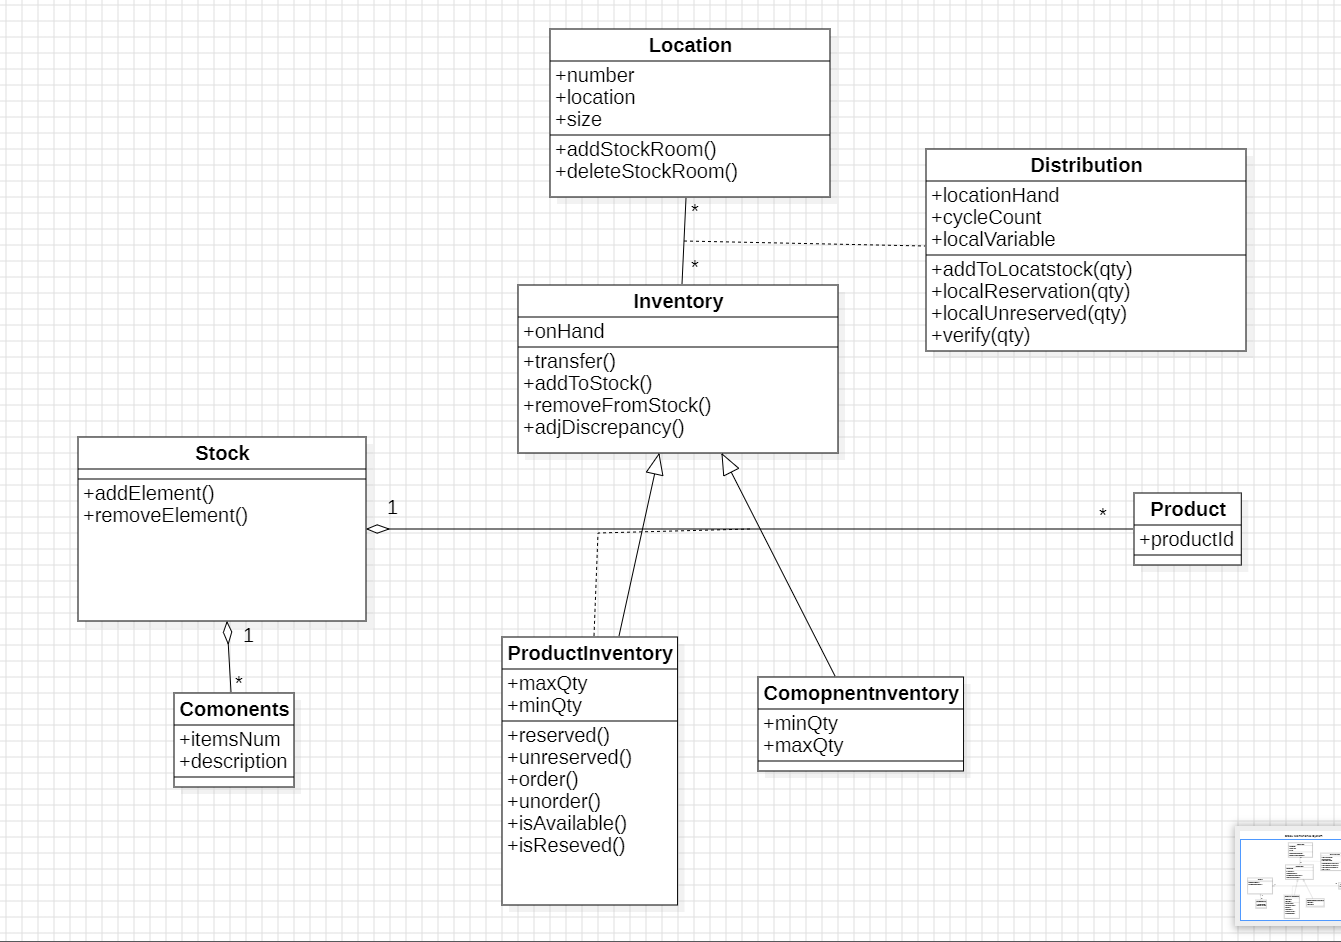 Location
+number
+location
+size
+addStockRoom()
+deleteStockRoom()
*
*
Distribution
+locationHand
+cycleCount
+localVariable
+addToLocatstock(qty)
+localReservation(qty)
+localUnreserved(qty)
+verify(qty)
Inventory
+onHand
+transfer()
+addToStock()
+removeFromStock()
+adjDiscrepancy()
Stock
+addElement()
+removeElement()
1
*
Product
+productId
1
*
Comonents
+itemsNum
+description
ProductInventory
+maxQty
+minQty
+reserved()
+unreserved()
+order()
+unorder()
+isAvailable()
+isReseved()
Comopnentnventory
+minQty
+maxQty